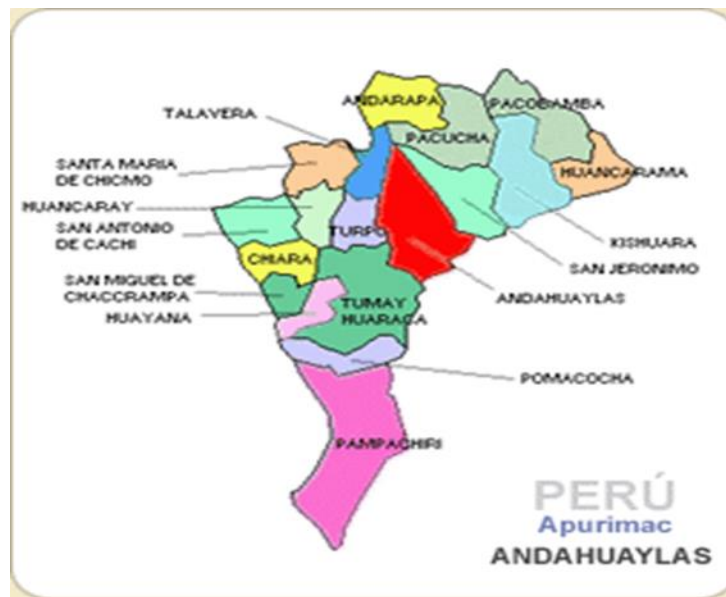 ANDARAPA
PACOBAMBA
TALAVERA
PACUCHA
SANTA MARIA
DE CHICMO
HUANCARAMA
HUANCARAY
SAN ANTONIO
DE CACHI
TURPO
KISHUARA
CHIARA
SAN JERONIMO
SAN MIGUEL DE
CHACCRAMPA
ANDAHUAYLAS
TUMAY
HUARACA
HUAYANA
POMACOCHA
PAMPACHIRI
PERÚ
Apurimac
ANDAHUAYLAS